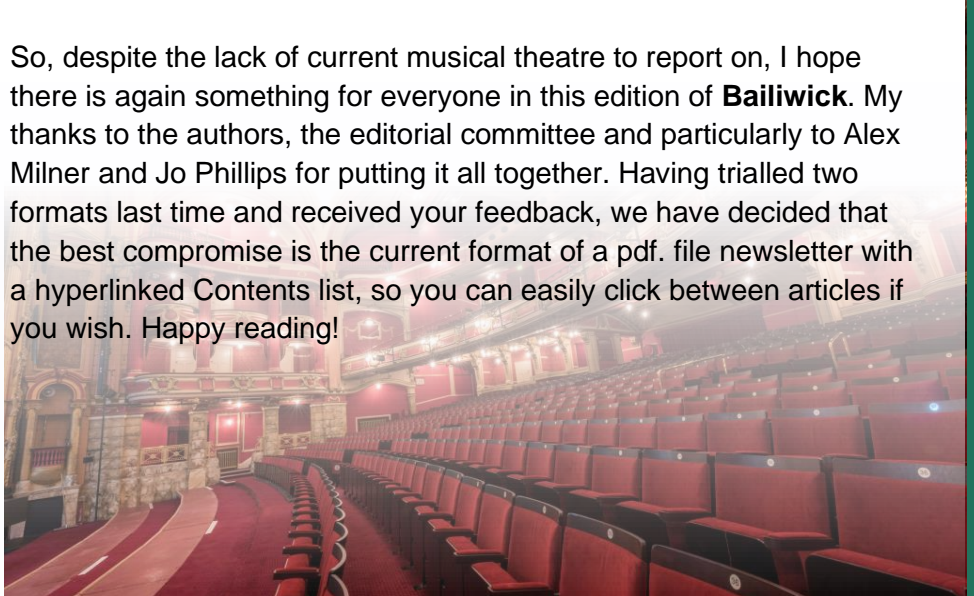 So, despite the lack of current musical theatre to report on, I hope
there is again something for everyone in this edition of Bailiwick. My
thanks to the authors, the editorial committee and particularly to Alex
Milner and Jo Phillips for putting it all together. Having trialled two
formats last time and received your feedback, we have decided that
the best compromise is the current format of a pdf. file newsletter with
a hyperlinked Contents list, so you can easily click between articles if
you wish. Happy reading!